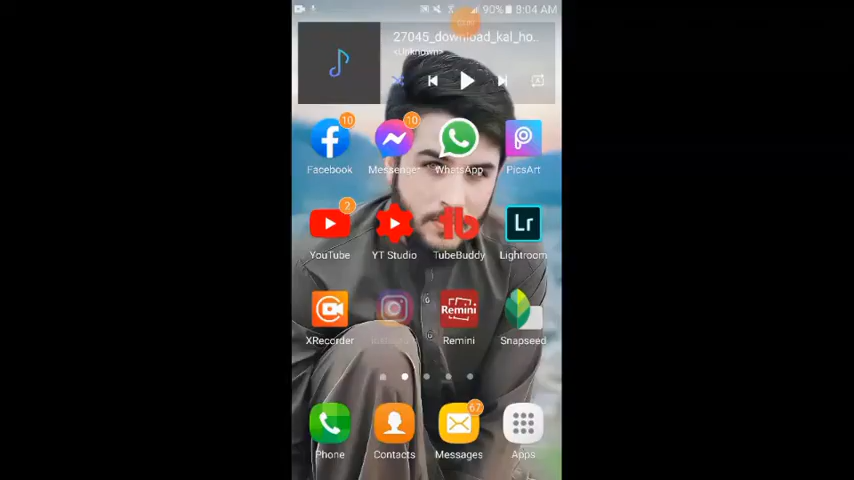 90% 8:04 AM
27045_download_kal_ho..
<Unknown>
A
10
10
Facebook
Messenger
WhatsApp
PicsArt
2
Lr
YouTube
YT Studio
TubeBuddy
Lightroom
Remini
XRecorder
Remini
Snapseed
67
Phone
Contacts
Messages
Apps